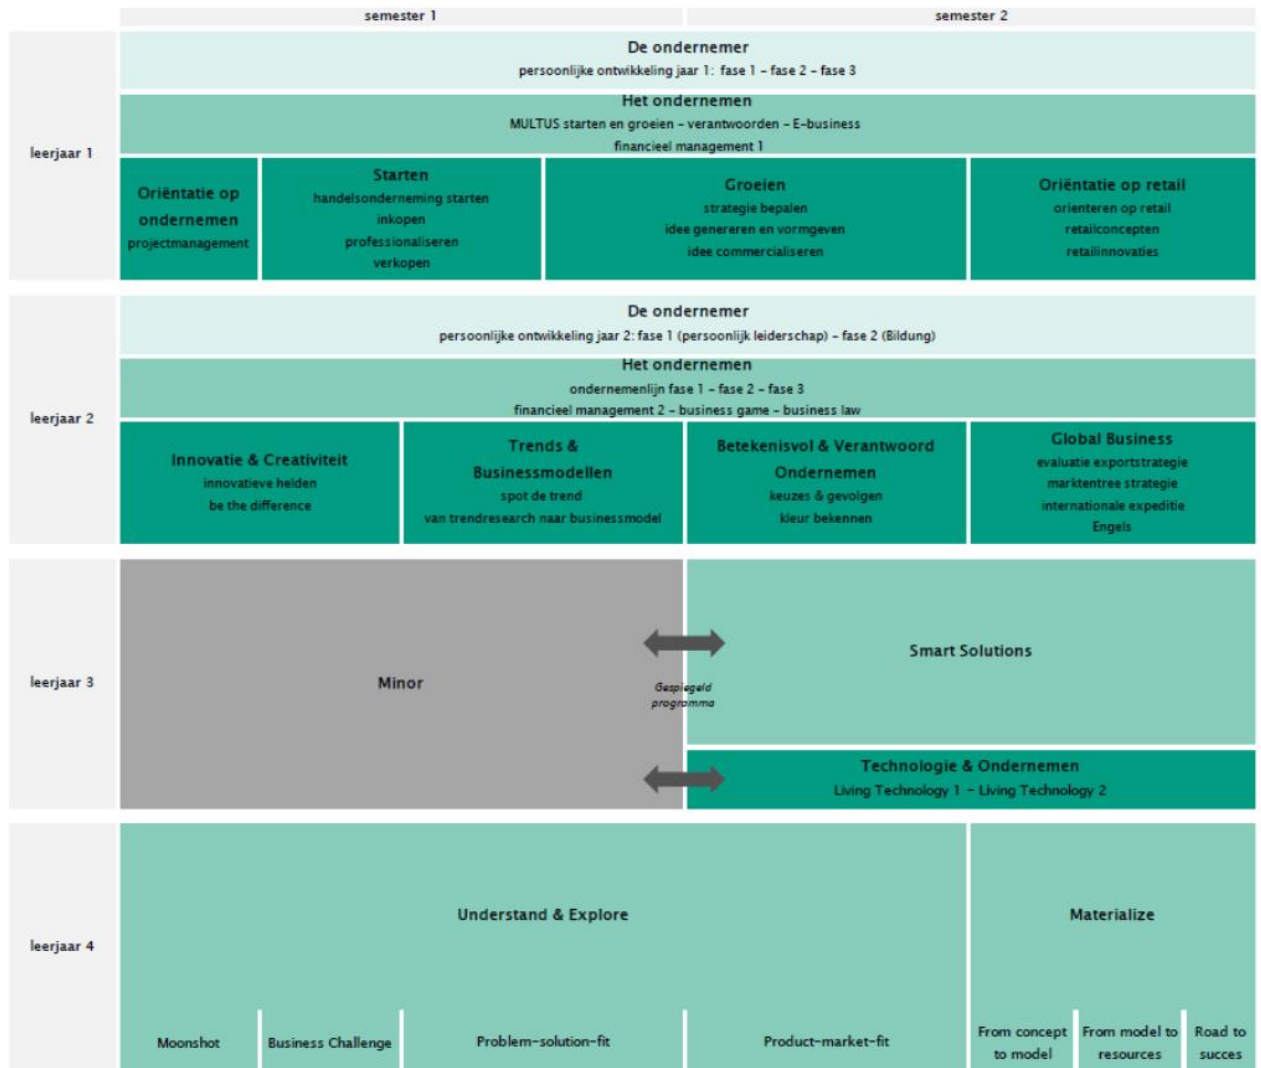 semester 1
semester 2
leerjaar 1
De ondernemer
persoonlijke ontwikkeling jaar 1: fase 1 – fase 2 – fase 3
Het ondernemen
MULTUS starten en groeien – verantwoorden – E-business
financieel management 1
Oriëntatie op
ondernemen
projectmanagement
Starten
handelsonderneming starten
inkopen
professionaliseren
verkopen
Groeien
strategie bepalen
idee genereren en vormgeven
idee commercialiseren
Oriëntatie op retail
orienteren op retail
retailconcepten
retailinnovaties
leerjaar 2
De ondernemer
persoonlijke ontwikkeling jaar 2: fase 1 (persoonlijk leiderschap) – fase 2 (Bildung)
Het ondernemen
ondernemenlijn fase 1 – fase 2 – fase 3
financieel management 2 – business game – business law
Innovatie & Creativiteit
innovatieve helden
be the difference
Trends &
Businessmodellen
spot de trend
van trendresearch naar businessmodel
Betekenisvol & Verantwoord
Ondernemen
keuzes & gevolgen
kleur bekennen
Global Business
evaluatie exportstrategie
marktentree strategie
internationale expeditie
Engels
leerjaar 3
Minor
Gespiegeld
programma
Smart Solutions
Technologie & Ondernemen
Living Technology 1 – Living Technology 2
leerjaar 4
Understand & Explore
Moonshot
Business Challenge
Problem-solution-fit
Product-market-fit
Materialize
From concept
to model
From model to
resources
Road to
succes